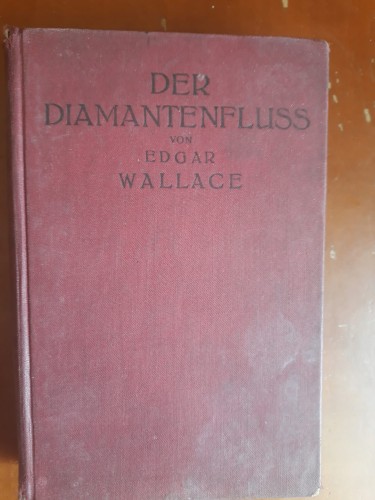 DER
DIAMANTENFLUSS
VON
EDGAR
WALLACE